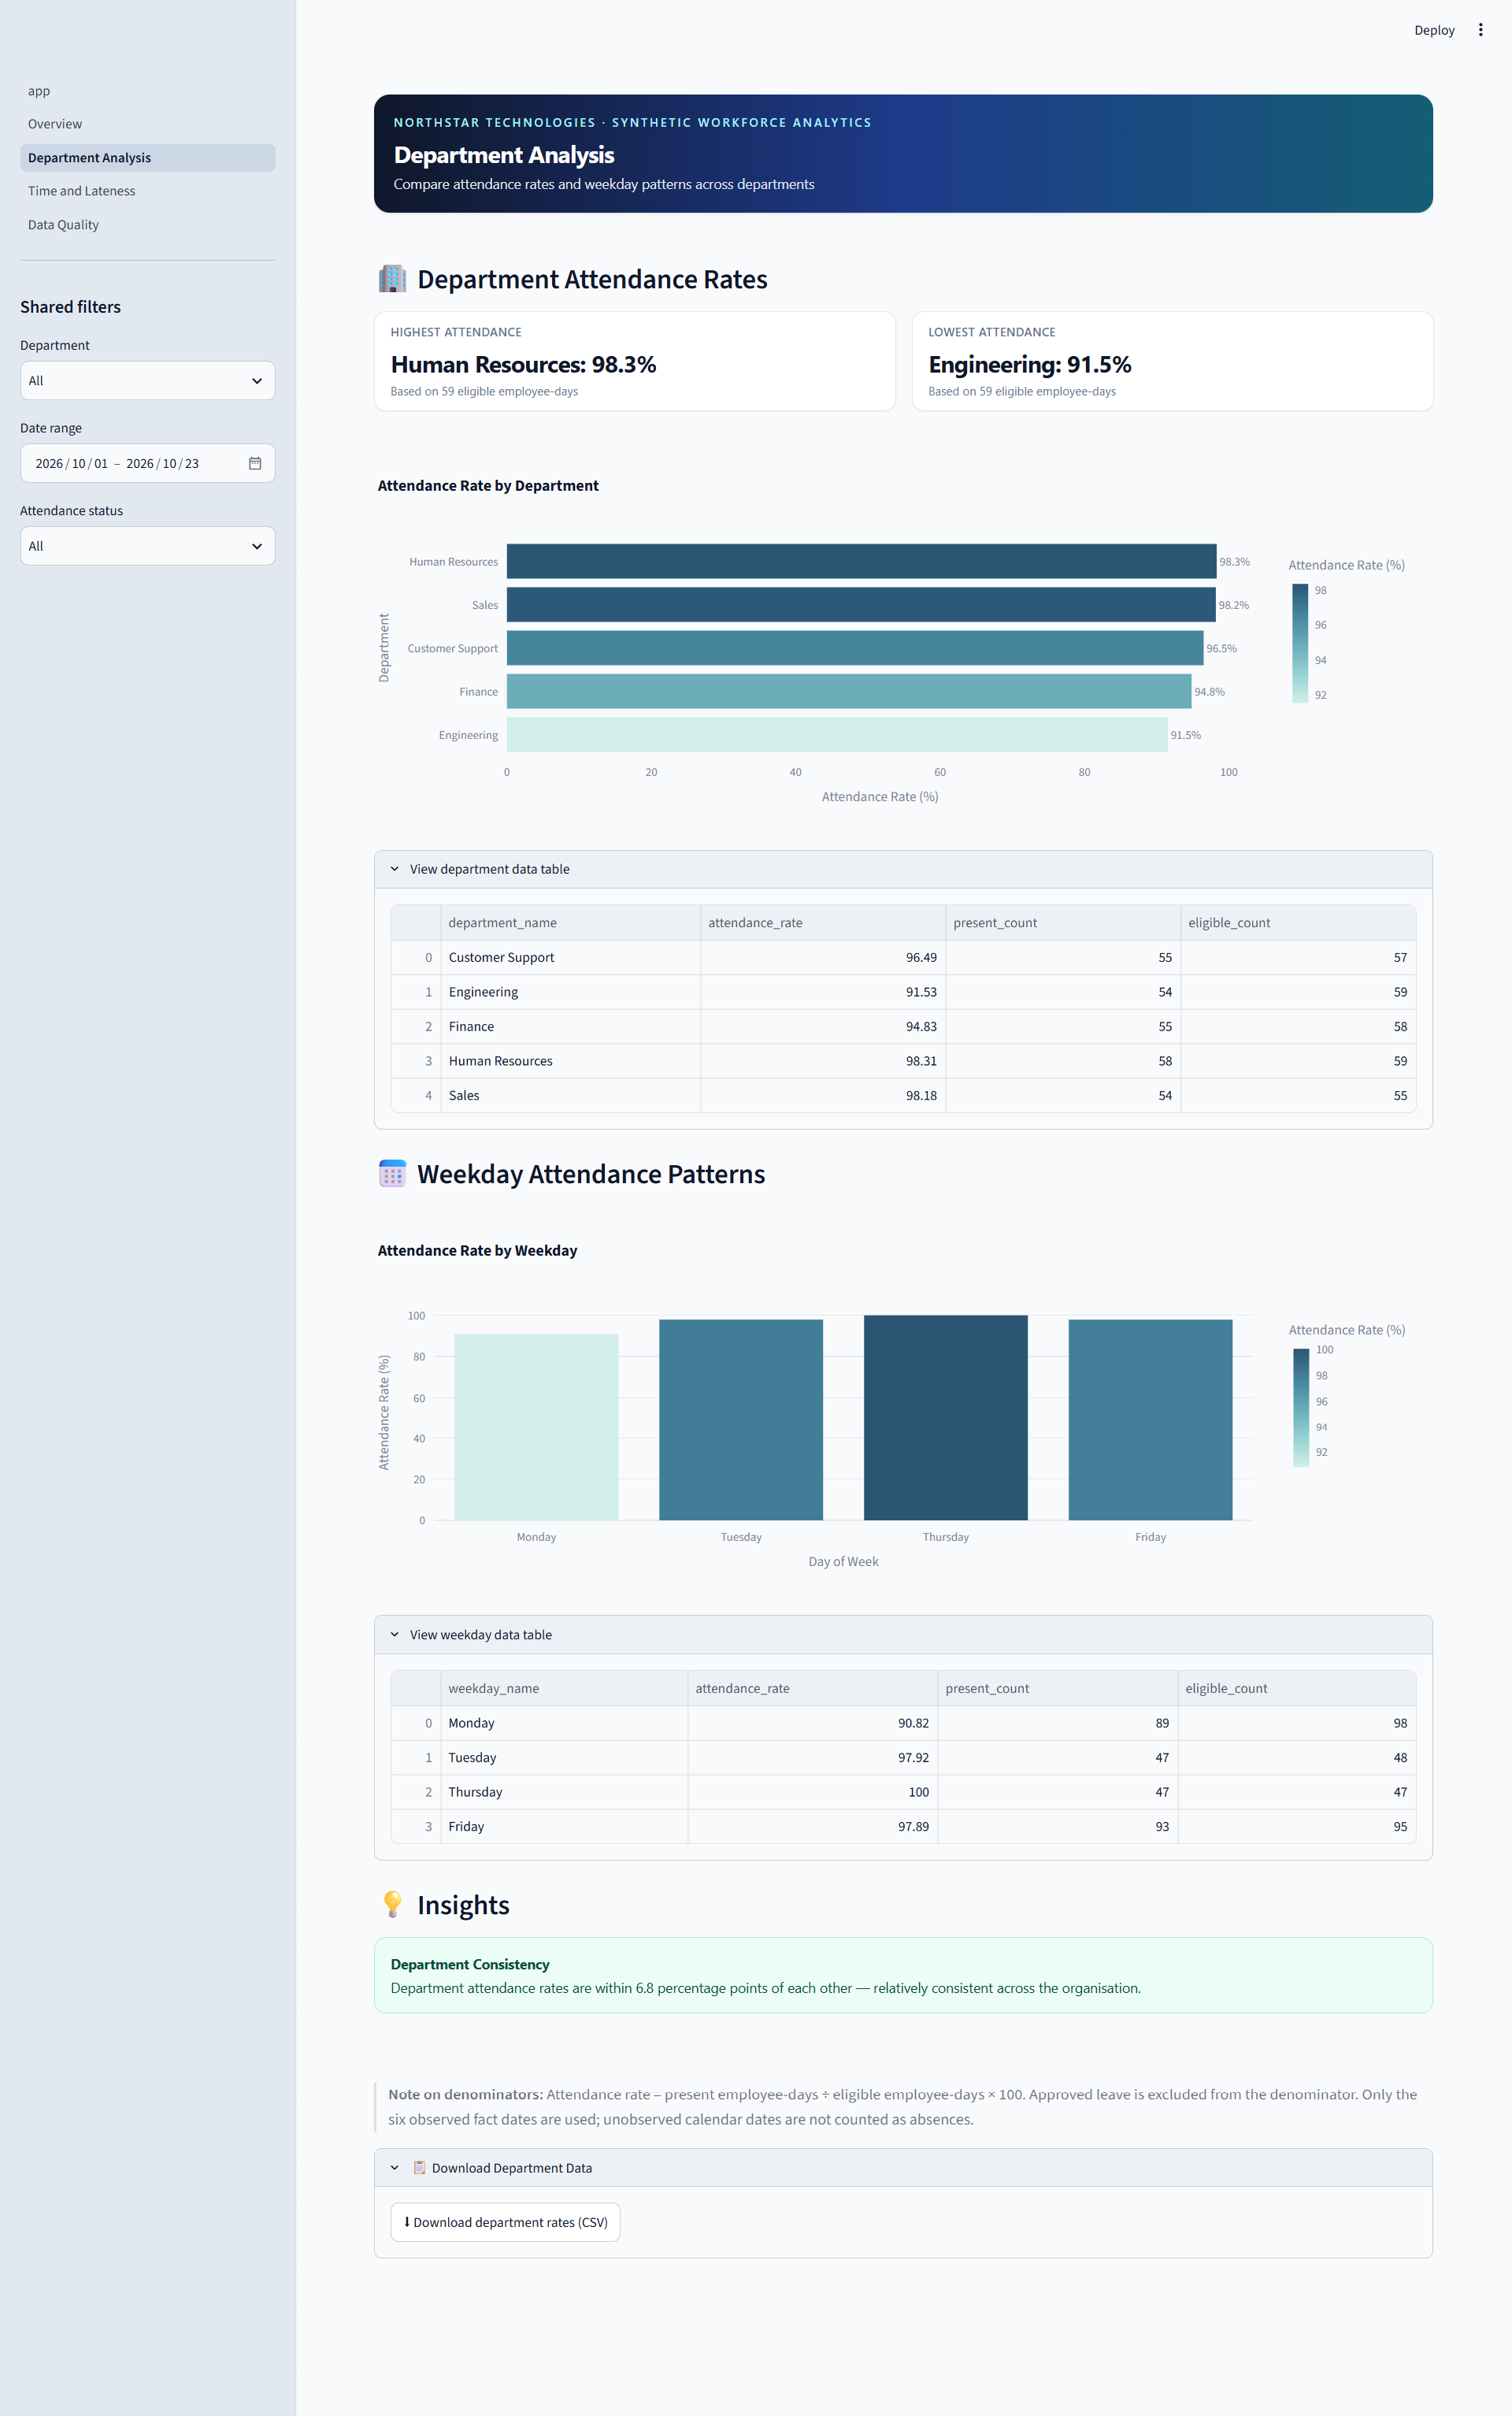 Deploy
app
Overview
Department Analysis
Time and Lateness
Data Quality
Shared filters
Department
All
Date range
2026/10/01 – 2026/10/23
Attendance status
All
NORTHSTAR TECHNOLOGIES · SYNTHETIC WORKFORCE ANALYTICS
Department Analysis
Compare attendance rates and weekday patterns across departments
Department Attendance Rates
HIGHEST ATTENDANCE
Human Resources: 98.3%
Based on 59 eligible employee-days
LOWEST ATTENDANCE
Engineering: 91.5%
Based on 59 eligible employee-days
Attendance Rate by Department
Department
Human Resources 98.3%
Sales 98.2%
Customer Support 96.5%
Finance 94.8%
Engineering 91.5%
0 20 40 60 80 100
Attendance Rate (%)
Attendance Rate (%)
98
96
94
92
View department data table
department_name attendance_rate present_count eligible_count
0 Customer Support 96.49 55 57
1 Engineering 91.53 54 59
2 Finance 94.83 55 58
3 Human Resources 98.31 58 59
4 Sales 98.18 54 55
Weekday Attendance Patterns
Attendance Rate by Weekday
Attendance Rate (%)
100
80
60
40
20
0
Monday Tuesday Thursday Friday
Day of Week
Attendance Rate (%)
100
98
96
94
92
View weekday data table
weekday_name attendance_rate present_count eligible_count
0 Monday 90.82 89 98
1 Tuesday 97.92 47 48
2 Thursday 100 47 47
3 Friday 97.89 93 95
Insights
Department Consistency
Department attendance rates are within 6.8 percentage points of each other — relatively consistent across the organisation.
Note on denominators: Attendance rate = present employee-days ÷ eligible employee-days × 100. Approved leave is excluded from the denominator. Only the
six observed fact dates are used; unobserved calendar dates are not counted as absences.
Download Department Data
⬇ Download department rates (CSV)